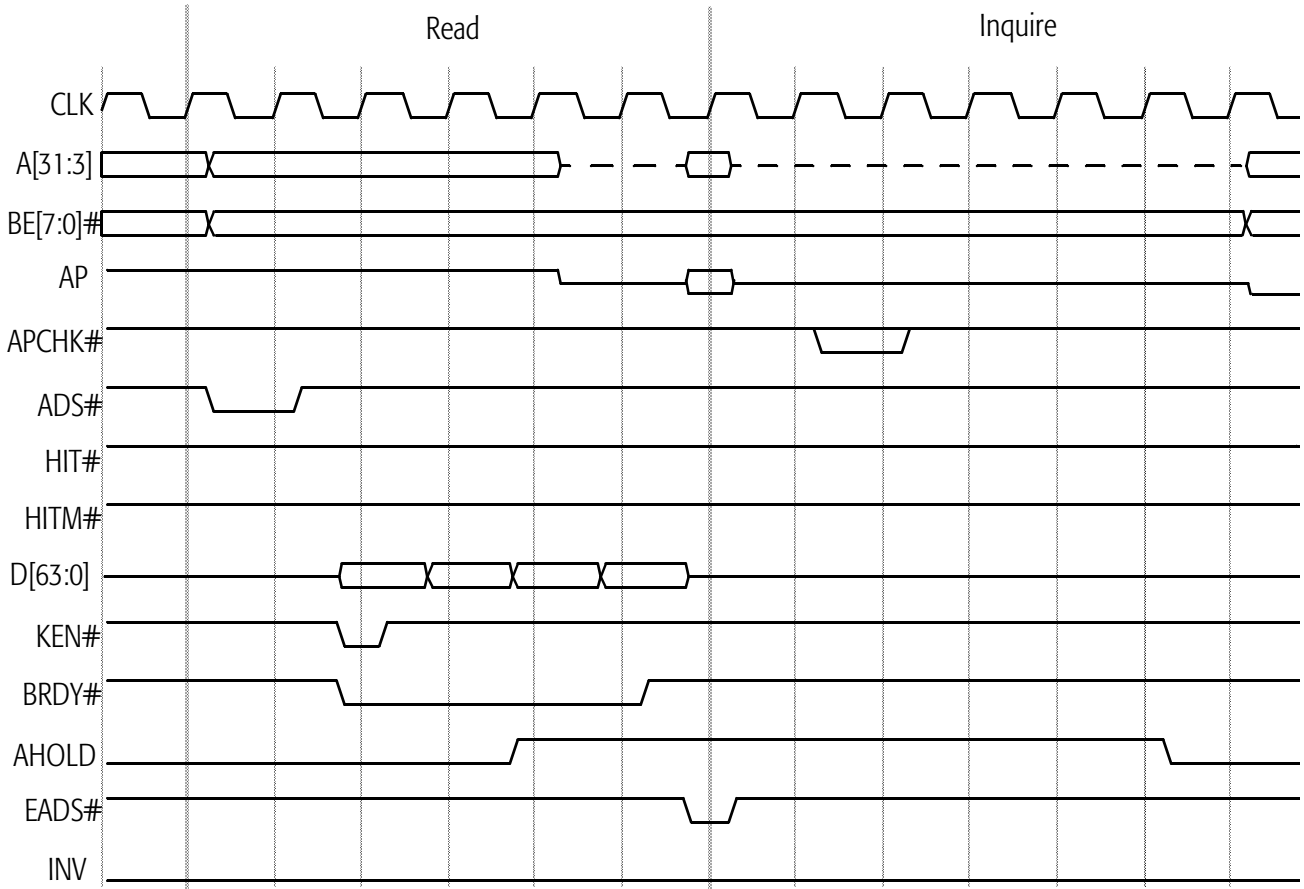 Read
Inquire
CLK
A[31:3]
BE[7:0]#
AP
APCHK#
ADS#
HIT#
HITM#
D[63:0]
KEN#
BRDY#
AHOLD
EADS#
INV